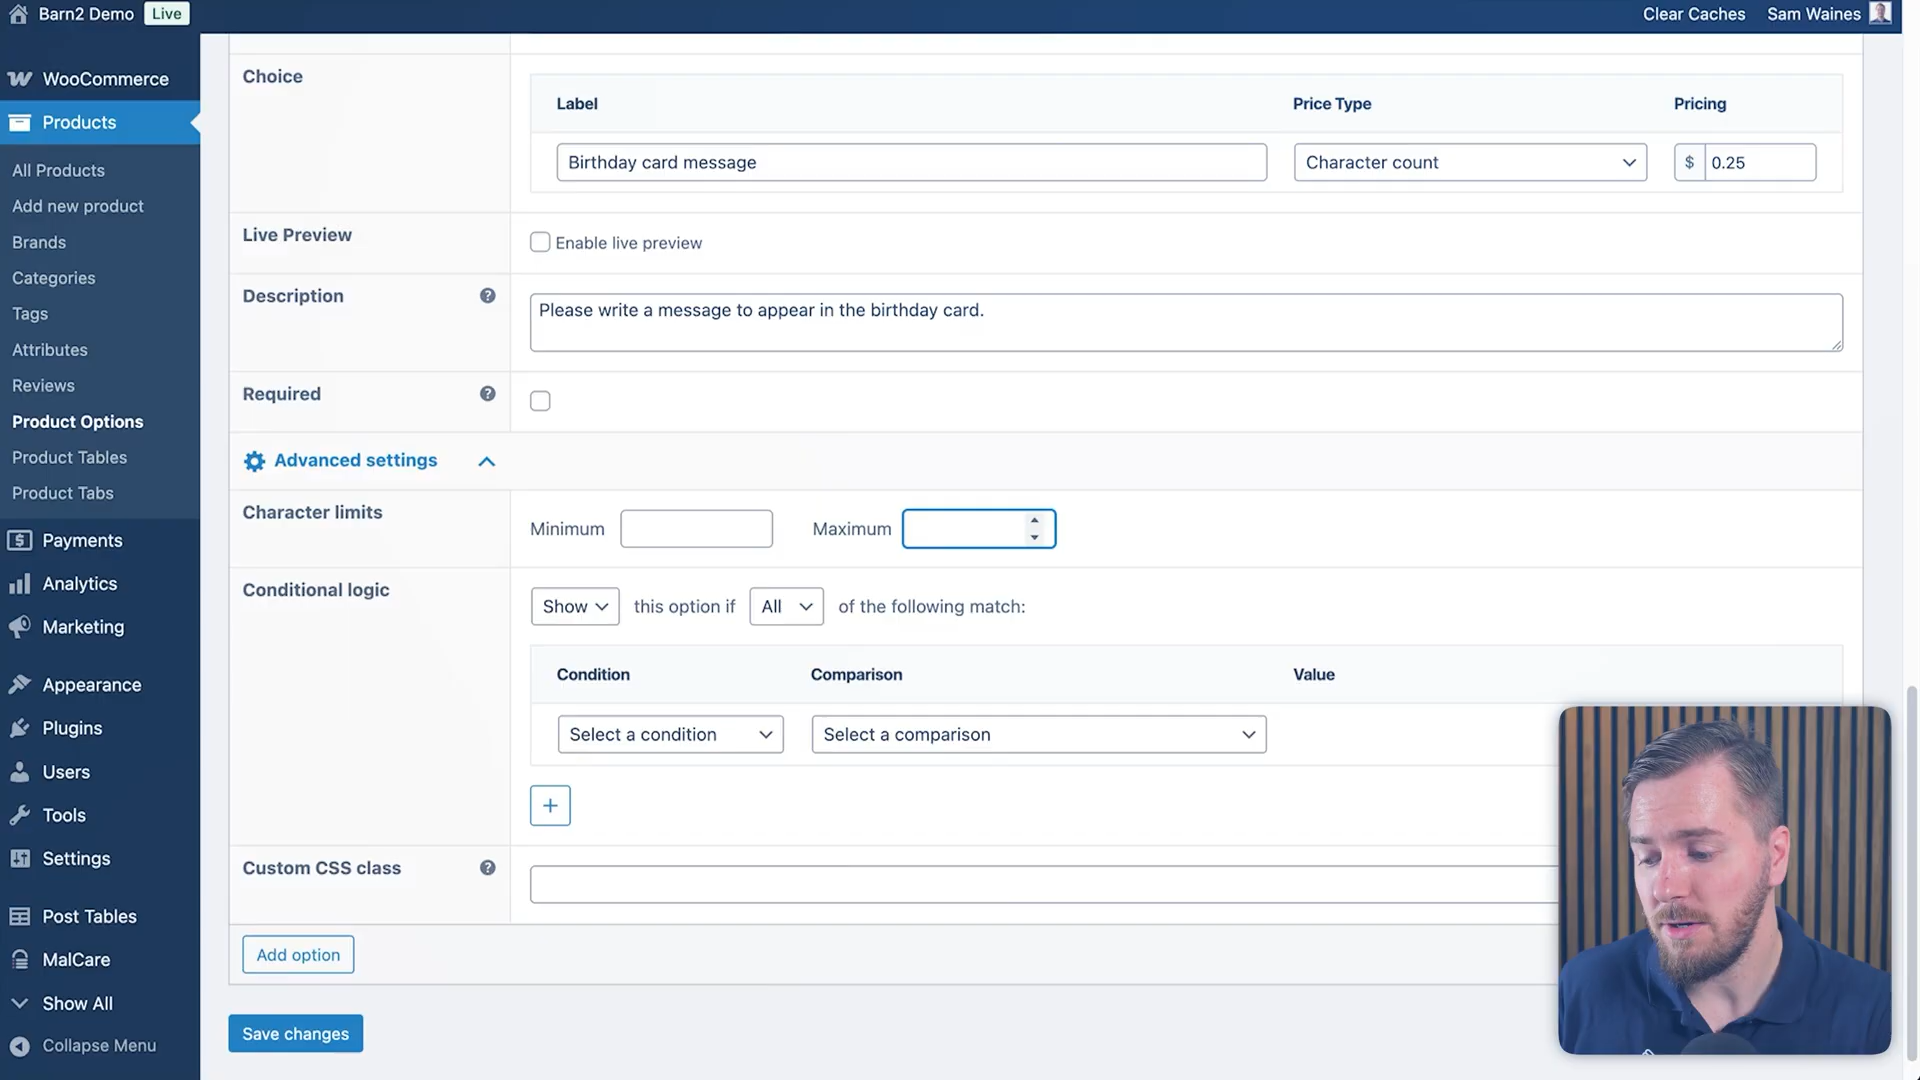 Barn2 Demo Live Clear Caches Sam Waines
WooCommerce
Products
All Products
Add new product
Brands
Categories
Tags
Attributes
Reviews
Product Options
Product Tables
Product Tabs
Payments
Analytics
Marketing
Appearance
Plugins
Users
Tools
Settings
Post Tables
MalCare
Show All
Collapse Menu
Choice
Label Price Type Pricing
Birthday card message Character count $ 0.25
Live Preview Enable live preview
Description ? Please write a message to appear in the birthday card.
Required ?
Advanced settings
Character limits Minimum Maximum
Conditional logic Show this option if All of the following match:
Condition Comparison Value
Select a condition Select a comparison
+
Custom CSS class ?
Add option
Save changes